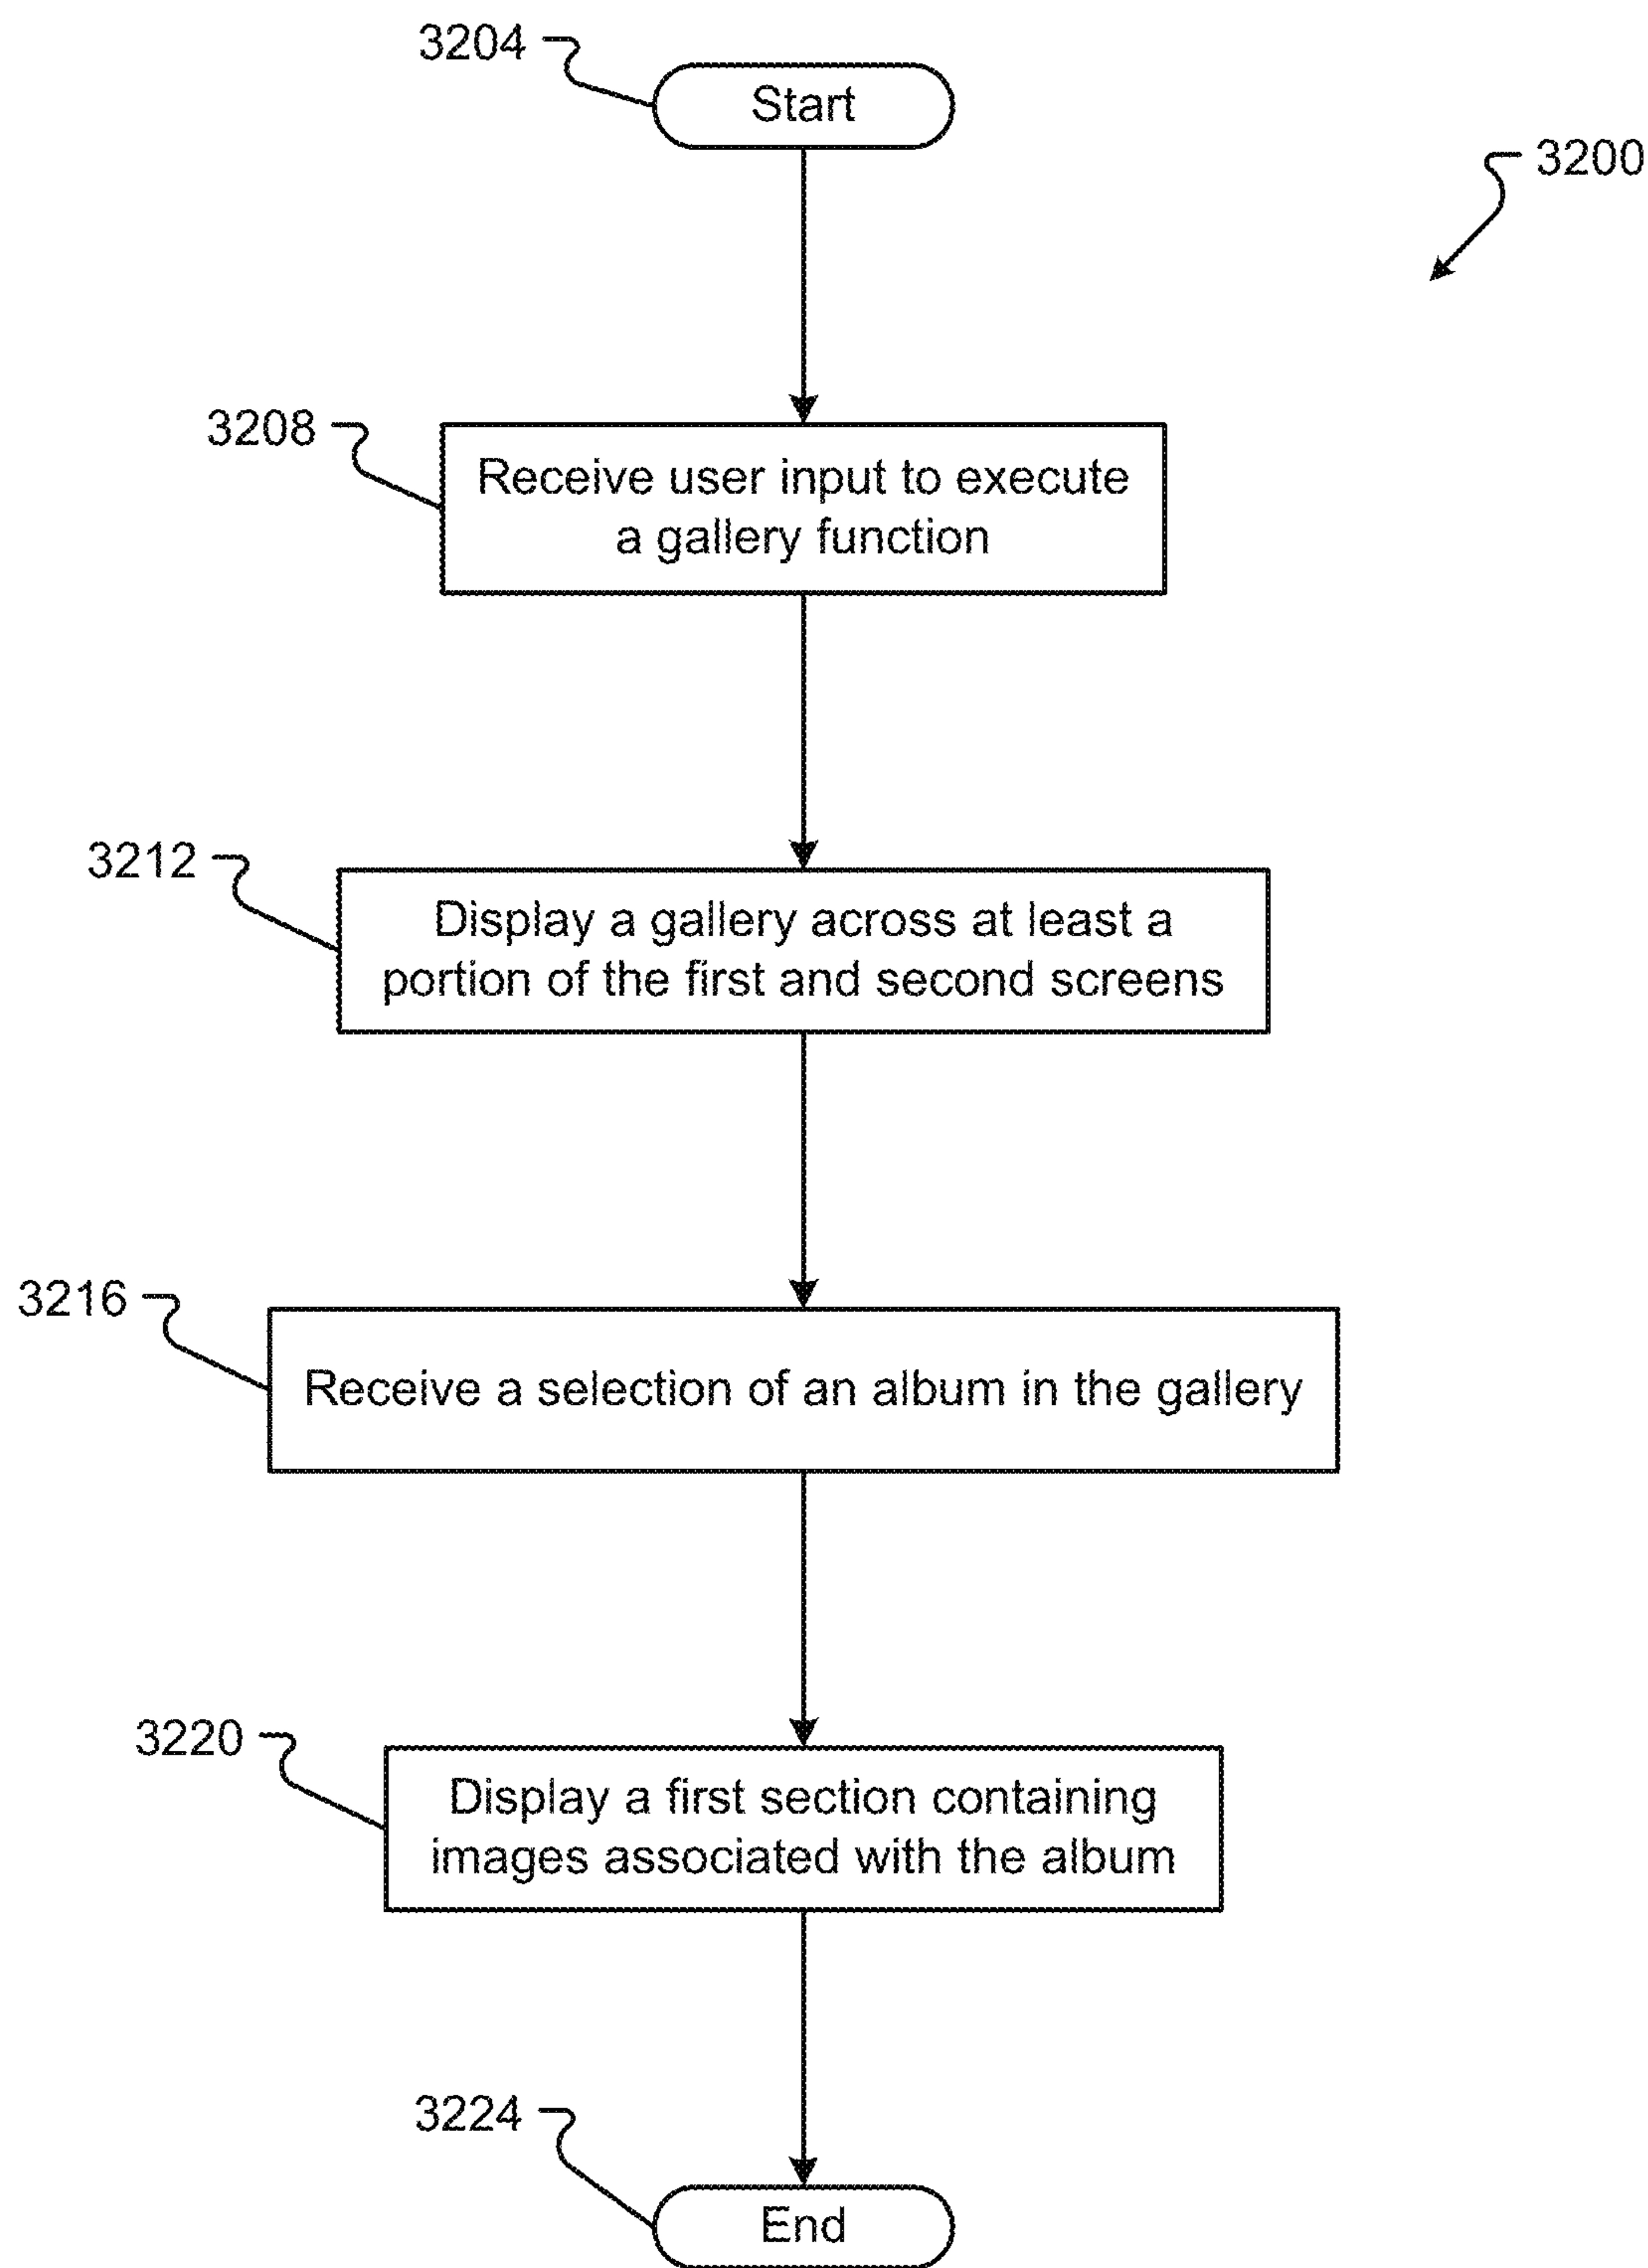 3204
Start
3200
3208
Receive user input to execute
a gallery function
3212
Display a gallery across at least a
portion of the first and second screens
3216
Receive a selection of an album in the gallery
3220
Display a first section containing
images associated with the album
3224
End